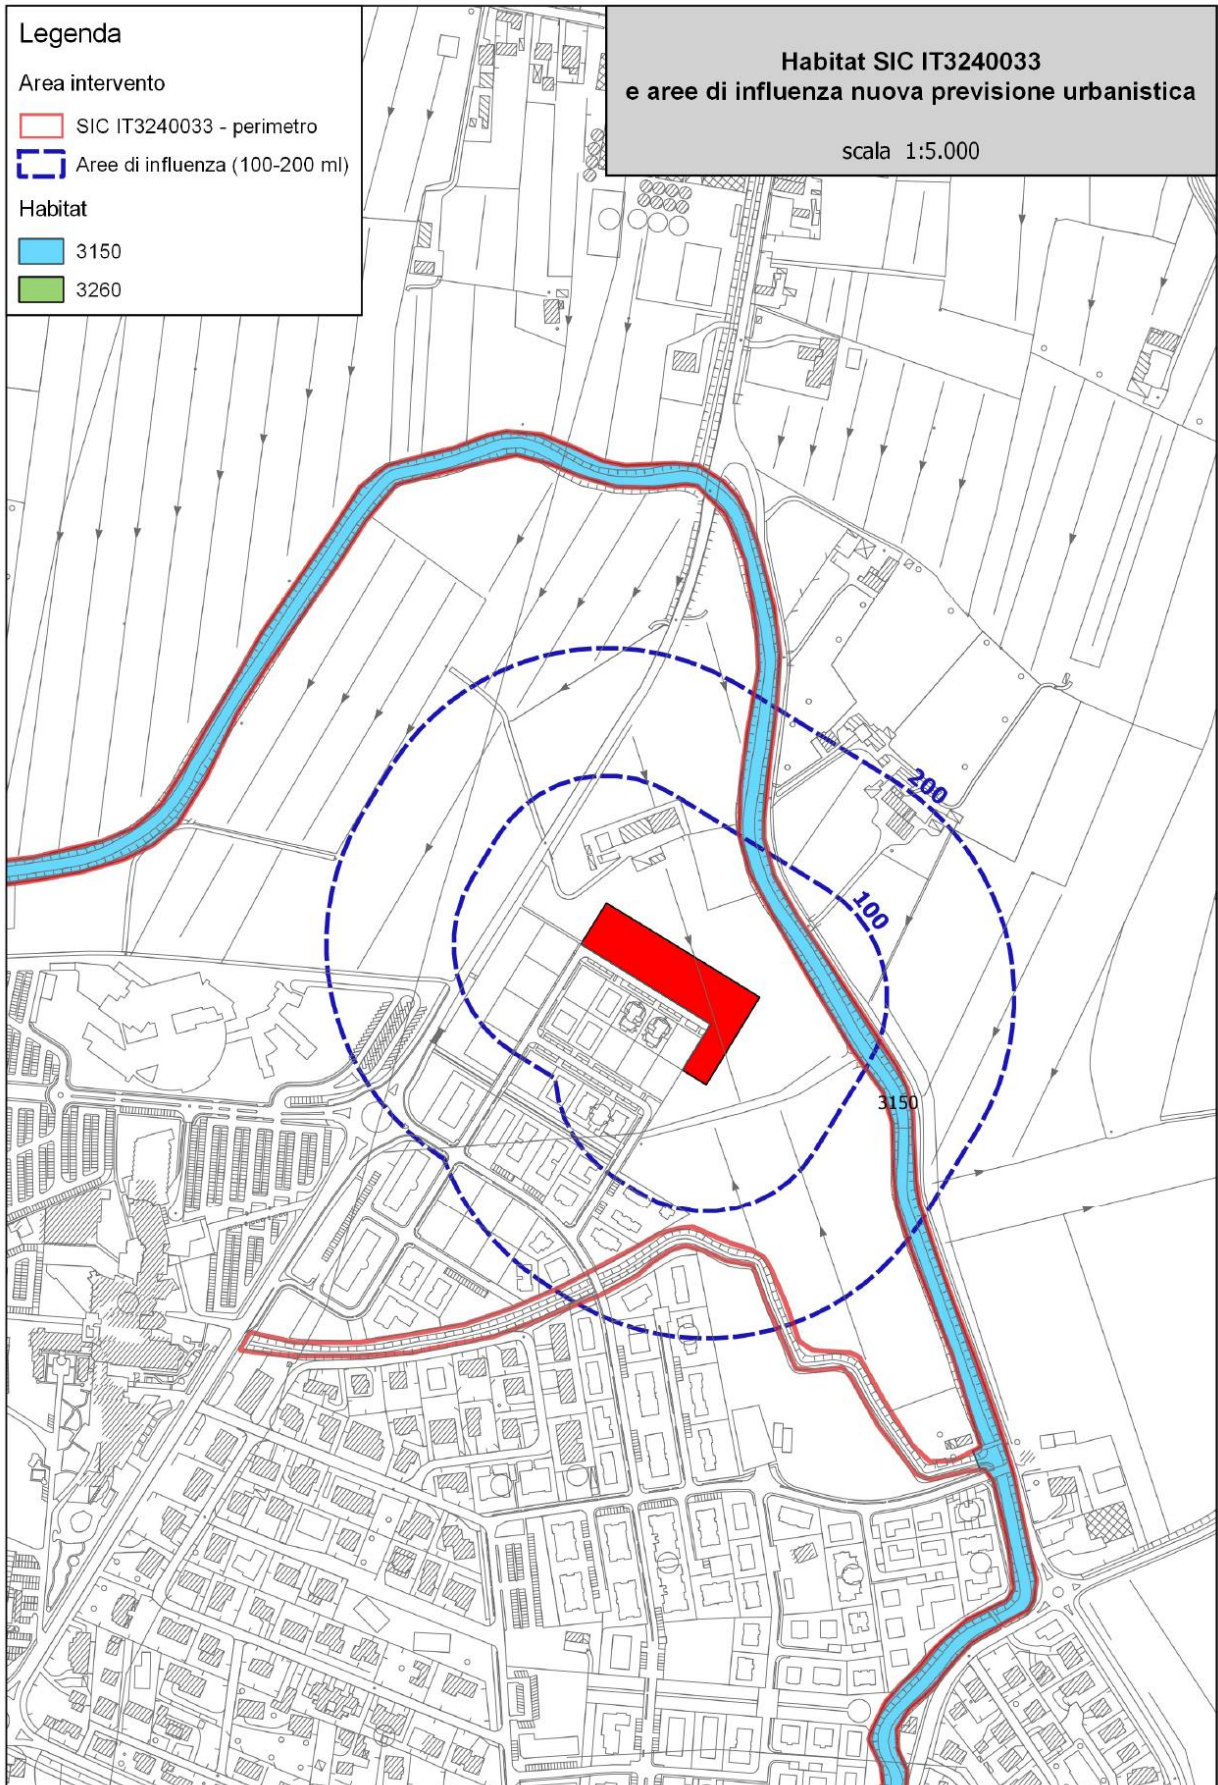 Legenda
Area intervento
SIC IT3240033 - perimetro
Aree di influenza (100-200 ml)
Habitat
3150
3260
Habitat SIC IT3240033
e aree di influenza nuova previsione urbanistica
scala 1:5.000
200
100
3150